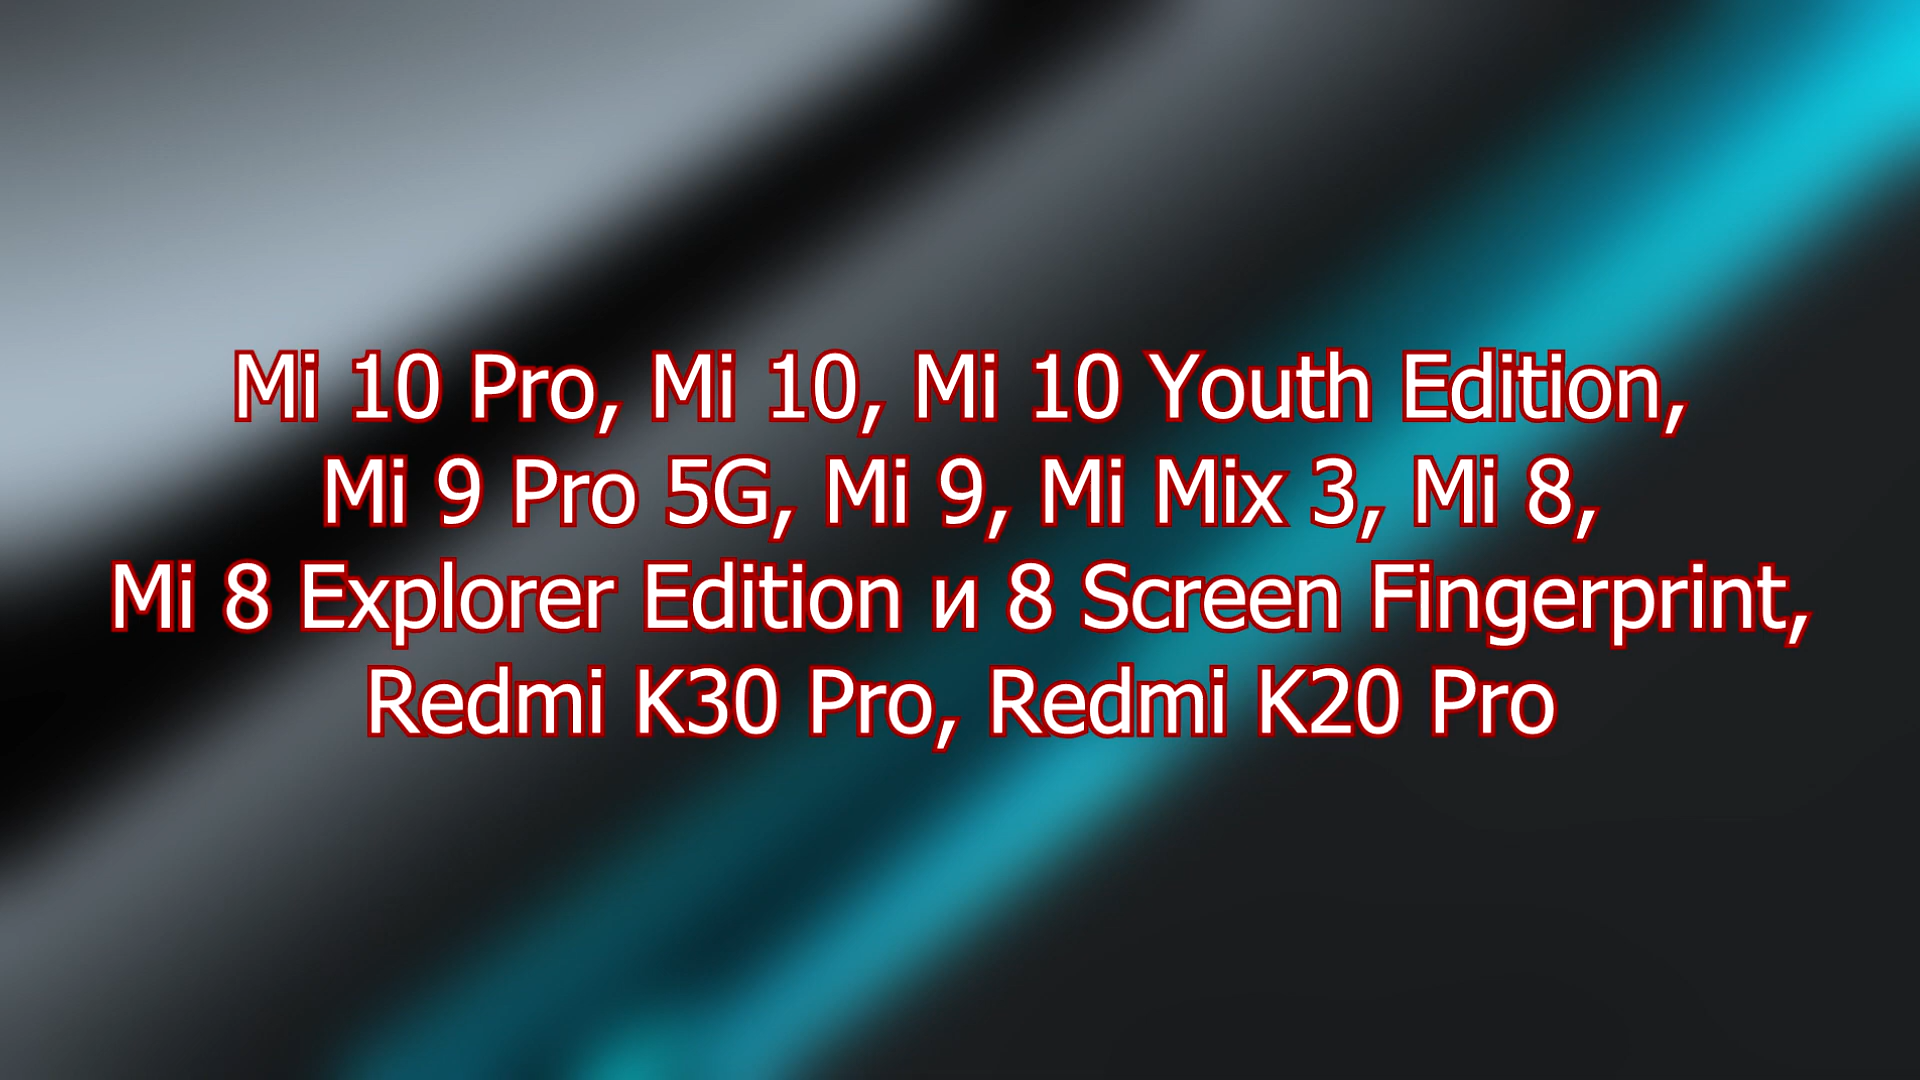 Mi 10 Pro, Mi 10, Mi 10 Youth Edition,
Mi 9 Pro 5G, Mi 9, Mi Mix 3, Mi 8,
Mi 8 Explorer Edition и 8 Screen Fingerprint,
Redmi K30 Pro, Redmi K20 Pro